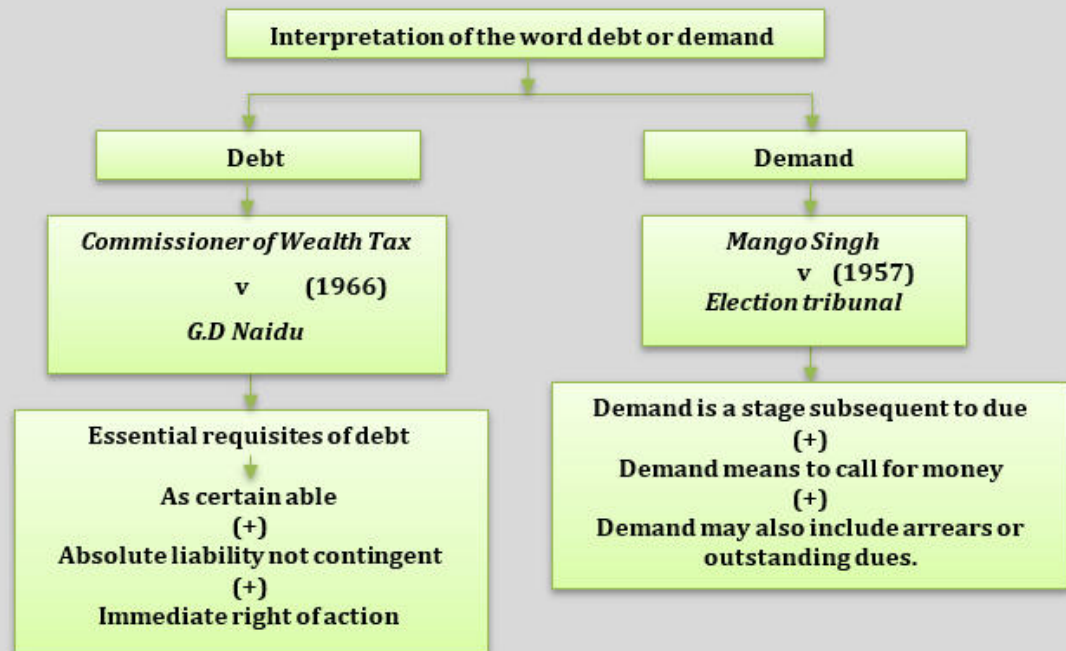 Interpretation of the word debt or demand
Debt
Commissioner of Wealth Tax
v (1966)
G.D Naidu
Essential requisites of debt
As certain able
(+)
Absolute liability not contingent
(+)
Immediate right of action
Demand
Mango Singh
v (1957)
Election tribunal
Demand is a stage subsequent to due
(+)
Demand means to call for money
(+)
Demand may also include arrears or
outstanding dues.